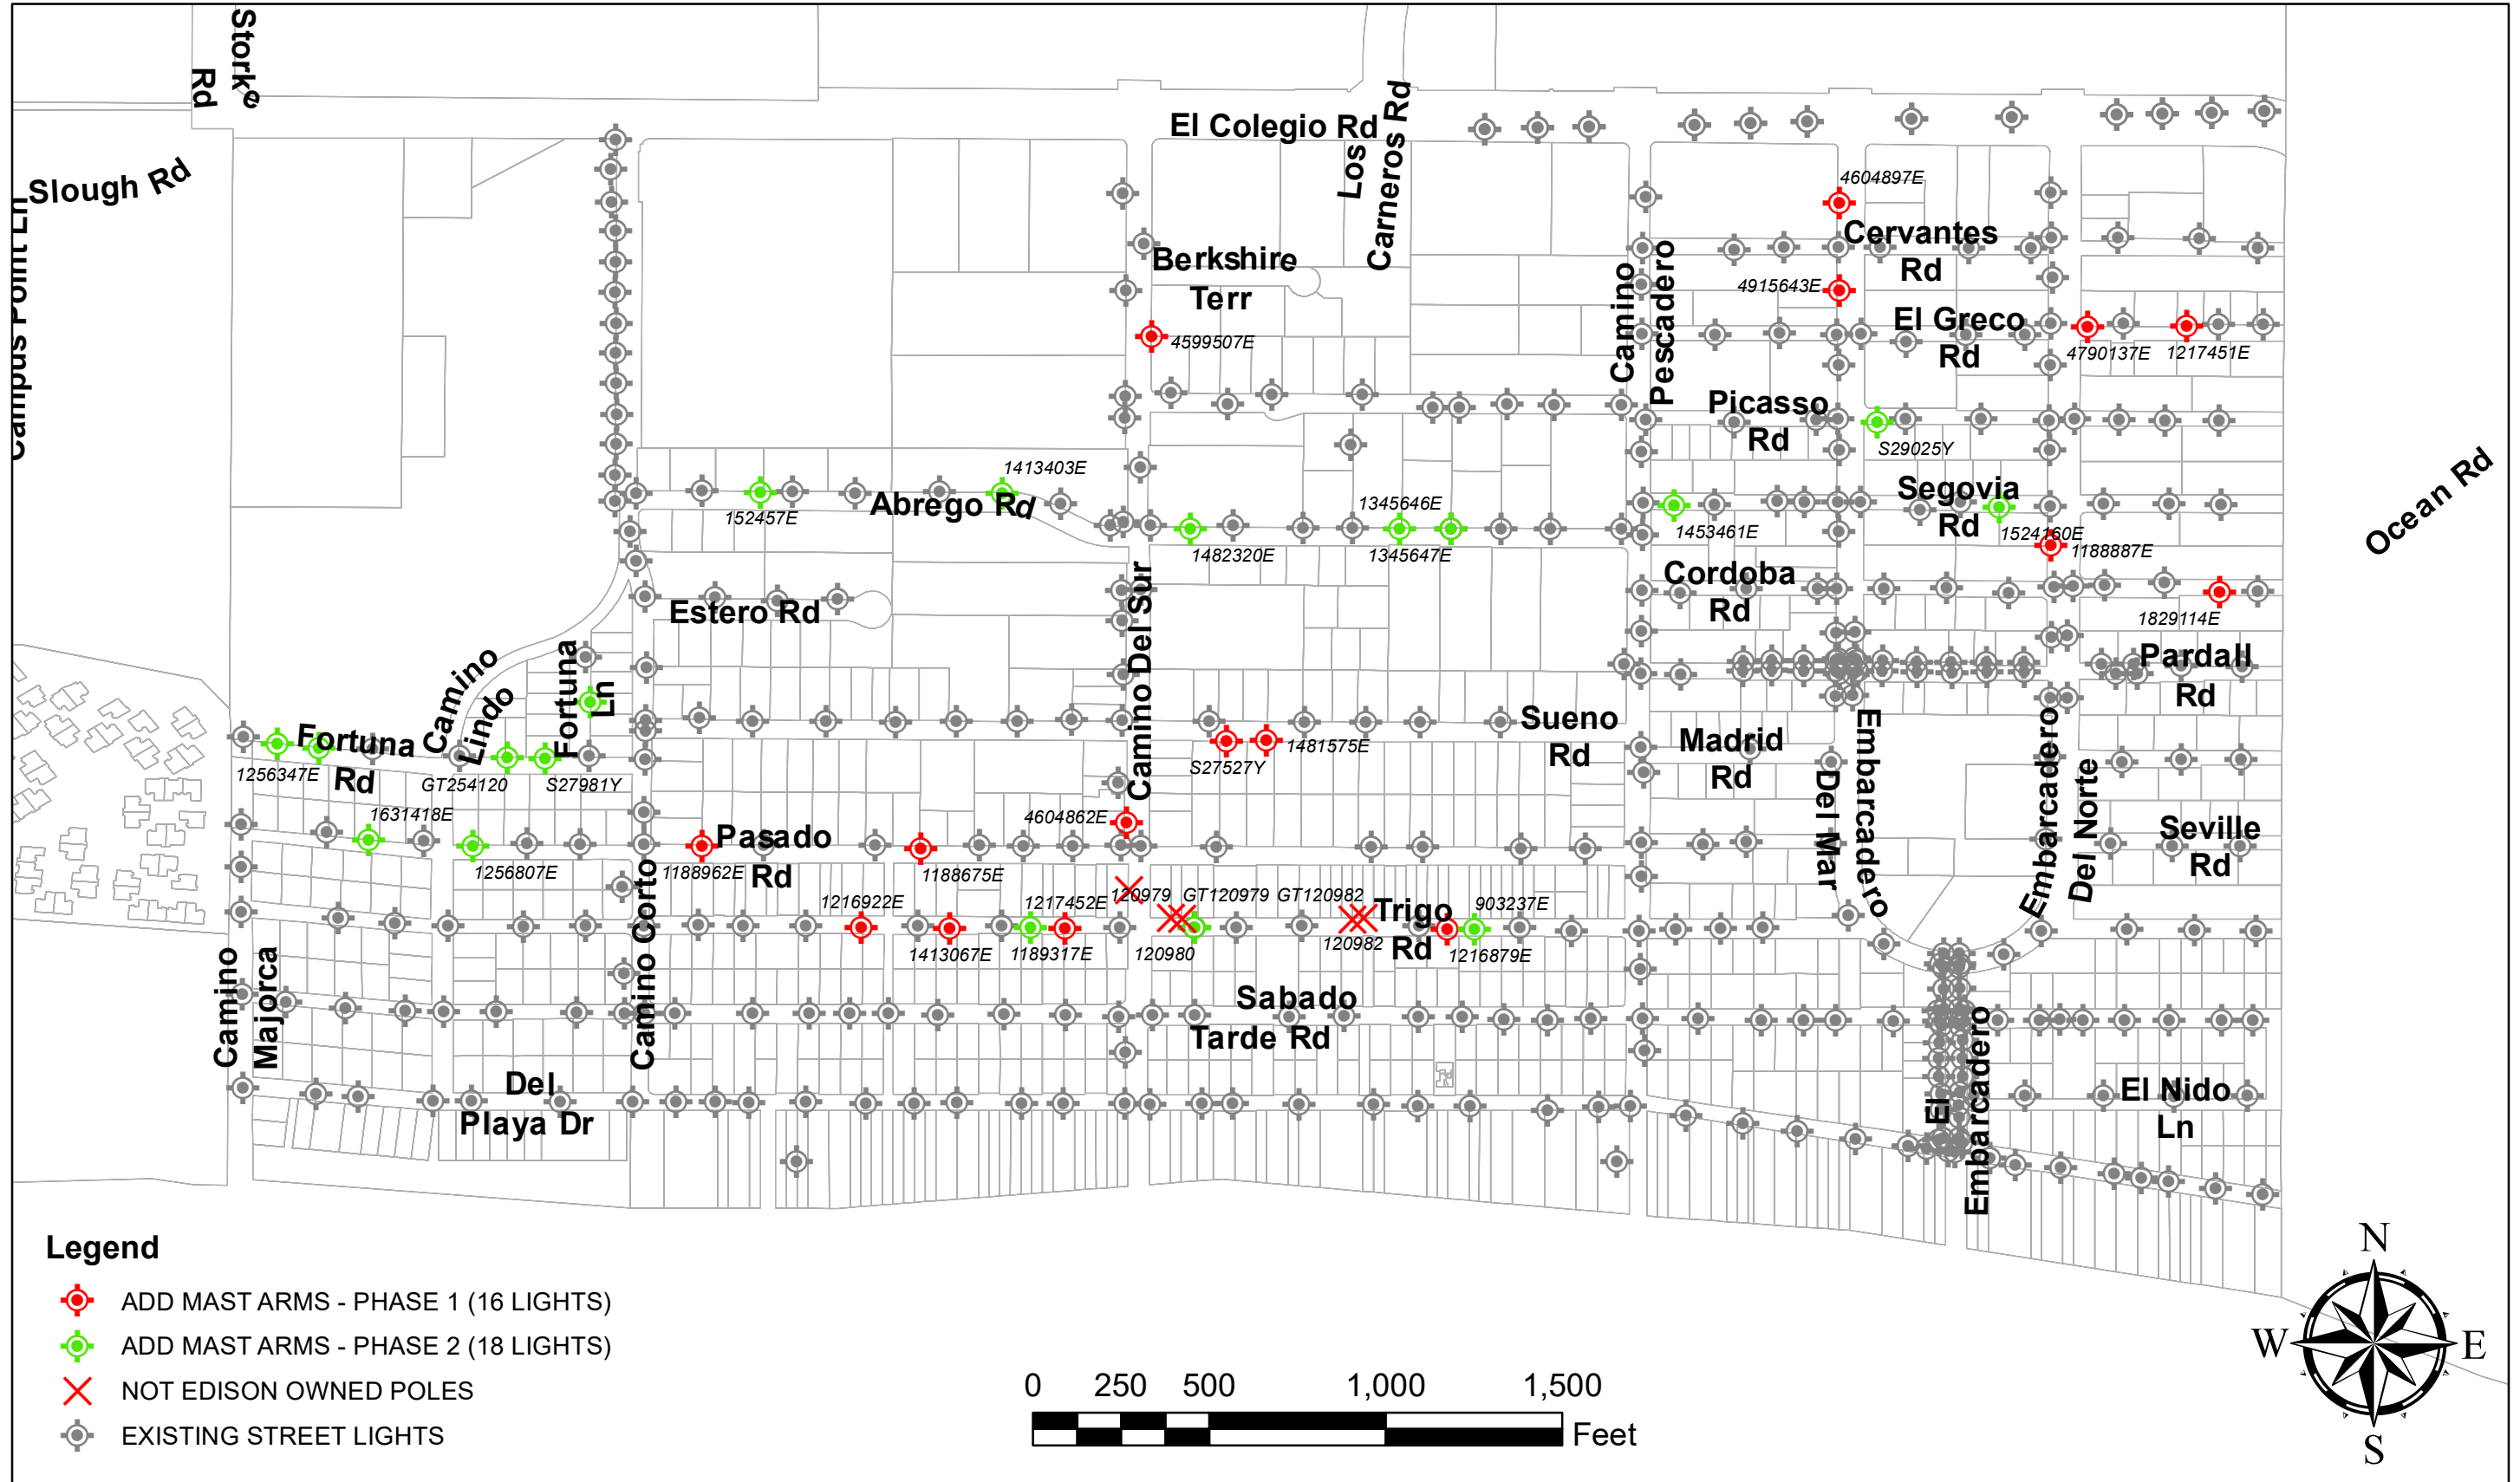 Storke
Rd
El Colegio Rd
Los
Carneros Rd
Slough Rd
Campus Point Ln
4604897E
Cervantes
Rd
Berkshire
Terr
4915643E
Camino
Pescadero
El Greco
Rd
4599507E
4790137E
1217451E
Picasso
Rd
S29025Y
1413403E
152457E
Abrego Rd
1345646E
1482320E
1345647E
1453461E
Segovia
Rd
1524160E
1188887E
Ocean Rd
Cordoba
Rd
1829114E
Estero Rd
Camino Del Sur
Pardall
Rd
Camino
Lindo
Fortuna
Ln
Fortuna
Rd
1256347E
GT254120
S27981Y
Sueno
Rd
1481575E
S27527Y
Madrid
Rd
Embarcadero
Del Mar
Embarcadero
Del Norte
1631418E
1256807E
4604862E
Pasado
Rd
1188962E
1188675E
Seville
Rd
1216922E
1217452E
120979
GT120979
GT120982
Trigo
Rd
903237E
1413067E
1189317E
120980
120982
1216879E
Camino
Majorca
Camino Corto
Sabado
Tarde Rd
Del
Playa Dr
El
Embarcadero
El Nido
Ln
Legend
ADD MAST ARMS - PHASE 1 (16 LIGHTS)
ADD MAST ARMS - PHASE 2 (18 LIGHTS)
NOT EDISON OWNED POLES
EXISTING STREET LIGHTS
0 250 500 1,000 1,500
Feet
N
W
E
S